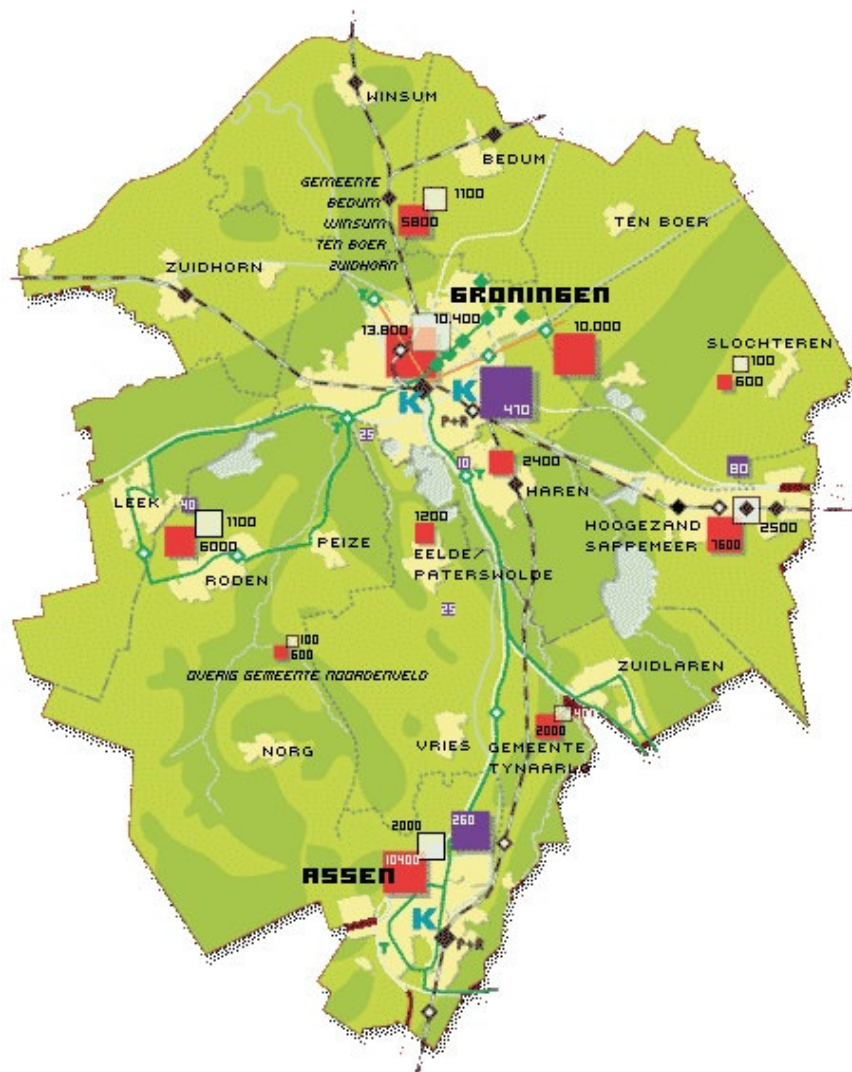 WINSUM
BEDUM
GEMEENTE
BEDUM
WINSUM
TEN BOER
ZUIDHORN
1100
5800
TEN BOER
ZUIDHORN
T
GRONINGEN
T
10.400
13.800
10.000
SLOCHTEREN
100
600
K
K
470
P+R
T
25
10
T
2400
80
HAREN
LEEK
40
1100
6000
1200
HOOGEZAND
SAPPEMEER
7600
2500
PEIZE
EELDE/
PATERSWOLDE
RODEN
25
100
600
OVERIG GEMEENTE NOORDENVELD
ZUIDLAREN
400
2000
NORG
VRIES
GEMEENTE
TYNAARLO
2000
260
10400
ASSEN
K
T
P+R